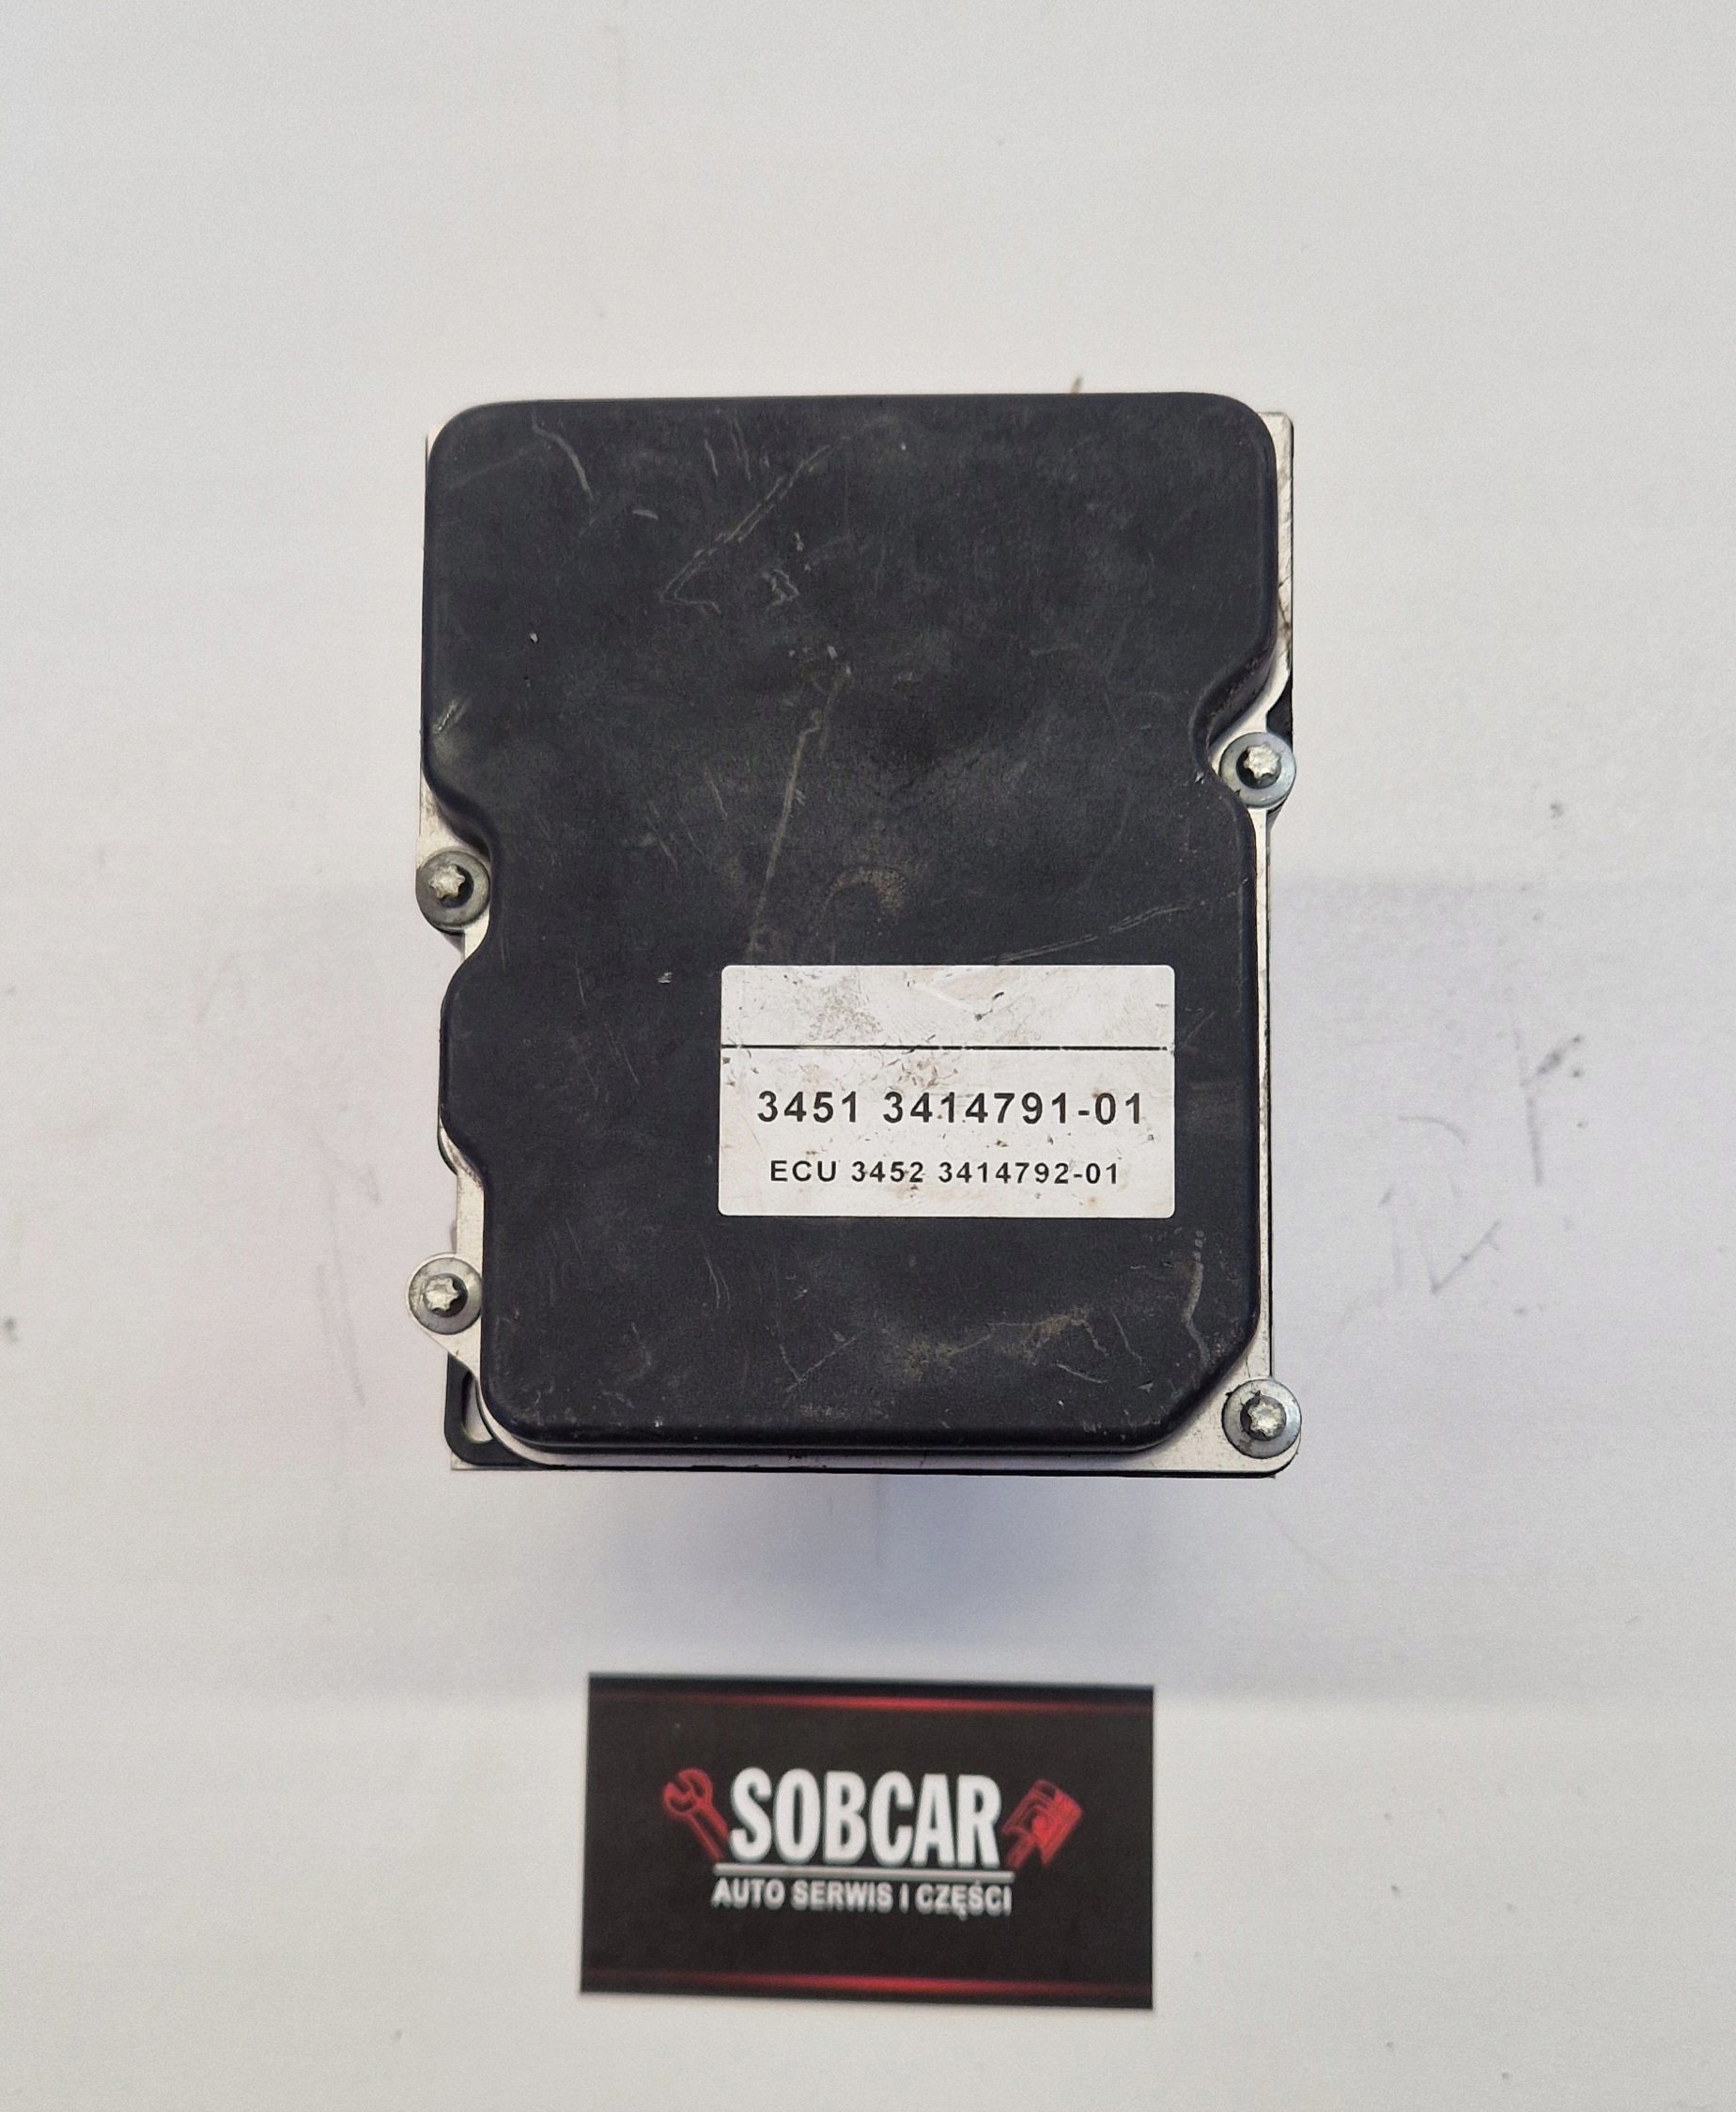 3451 3414791-01
ECU 3452 3414792-01
SOBCAR
AUTO SERWIS I CZĘŚCI